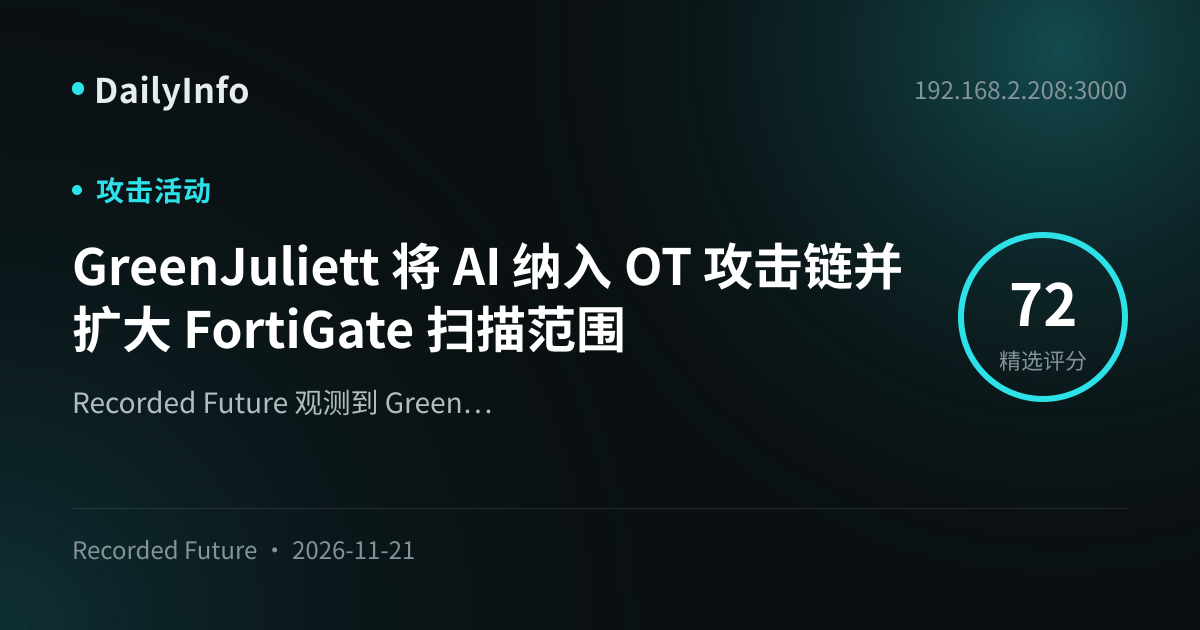 DailyInfo
192.168.2.208:3000
攻击活动
GreenJuliett 将 AI 纳入 OT 攻击链并
扩大 FortiGate 扫描范围
72
精选评分
Recorded Future 观测到 Green…
Recorded Future · 2026-11-21